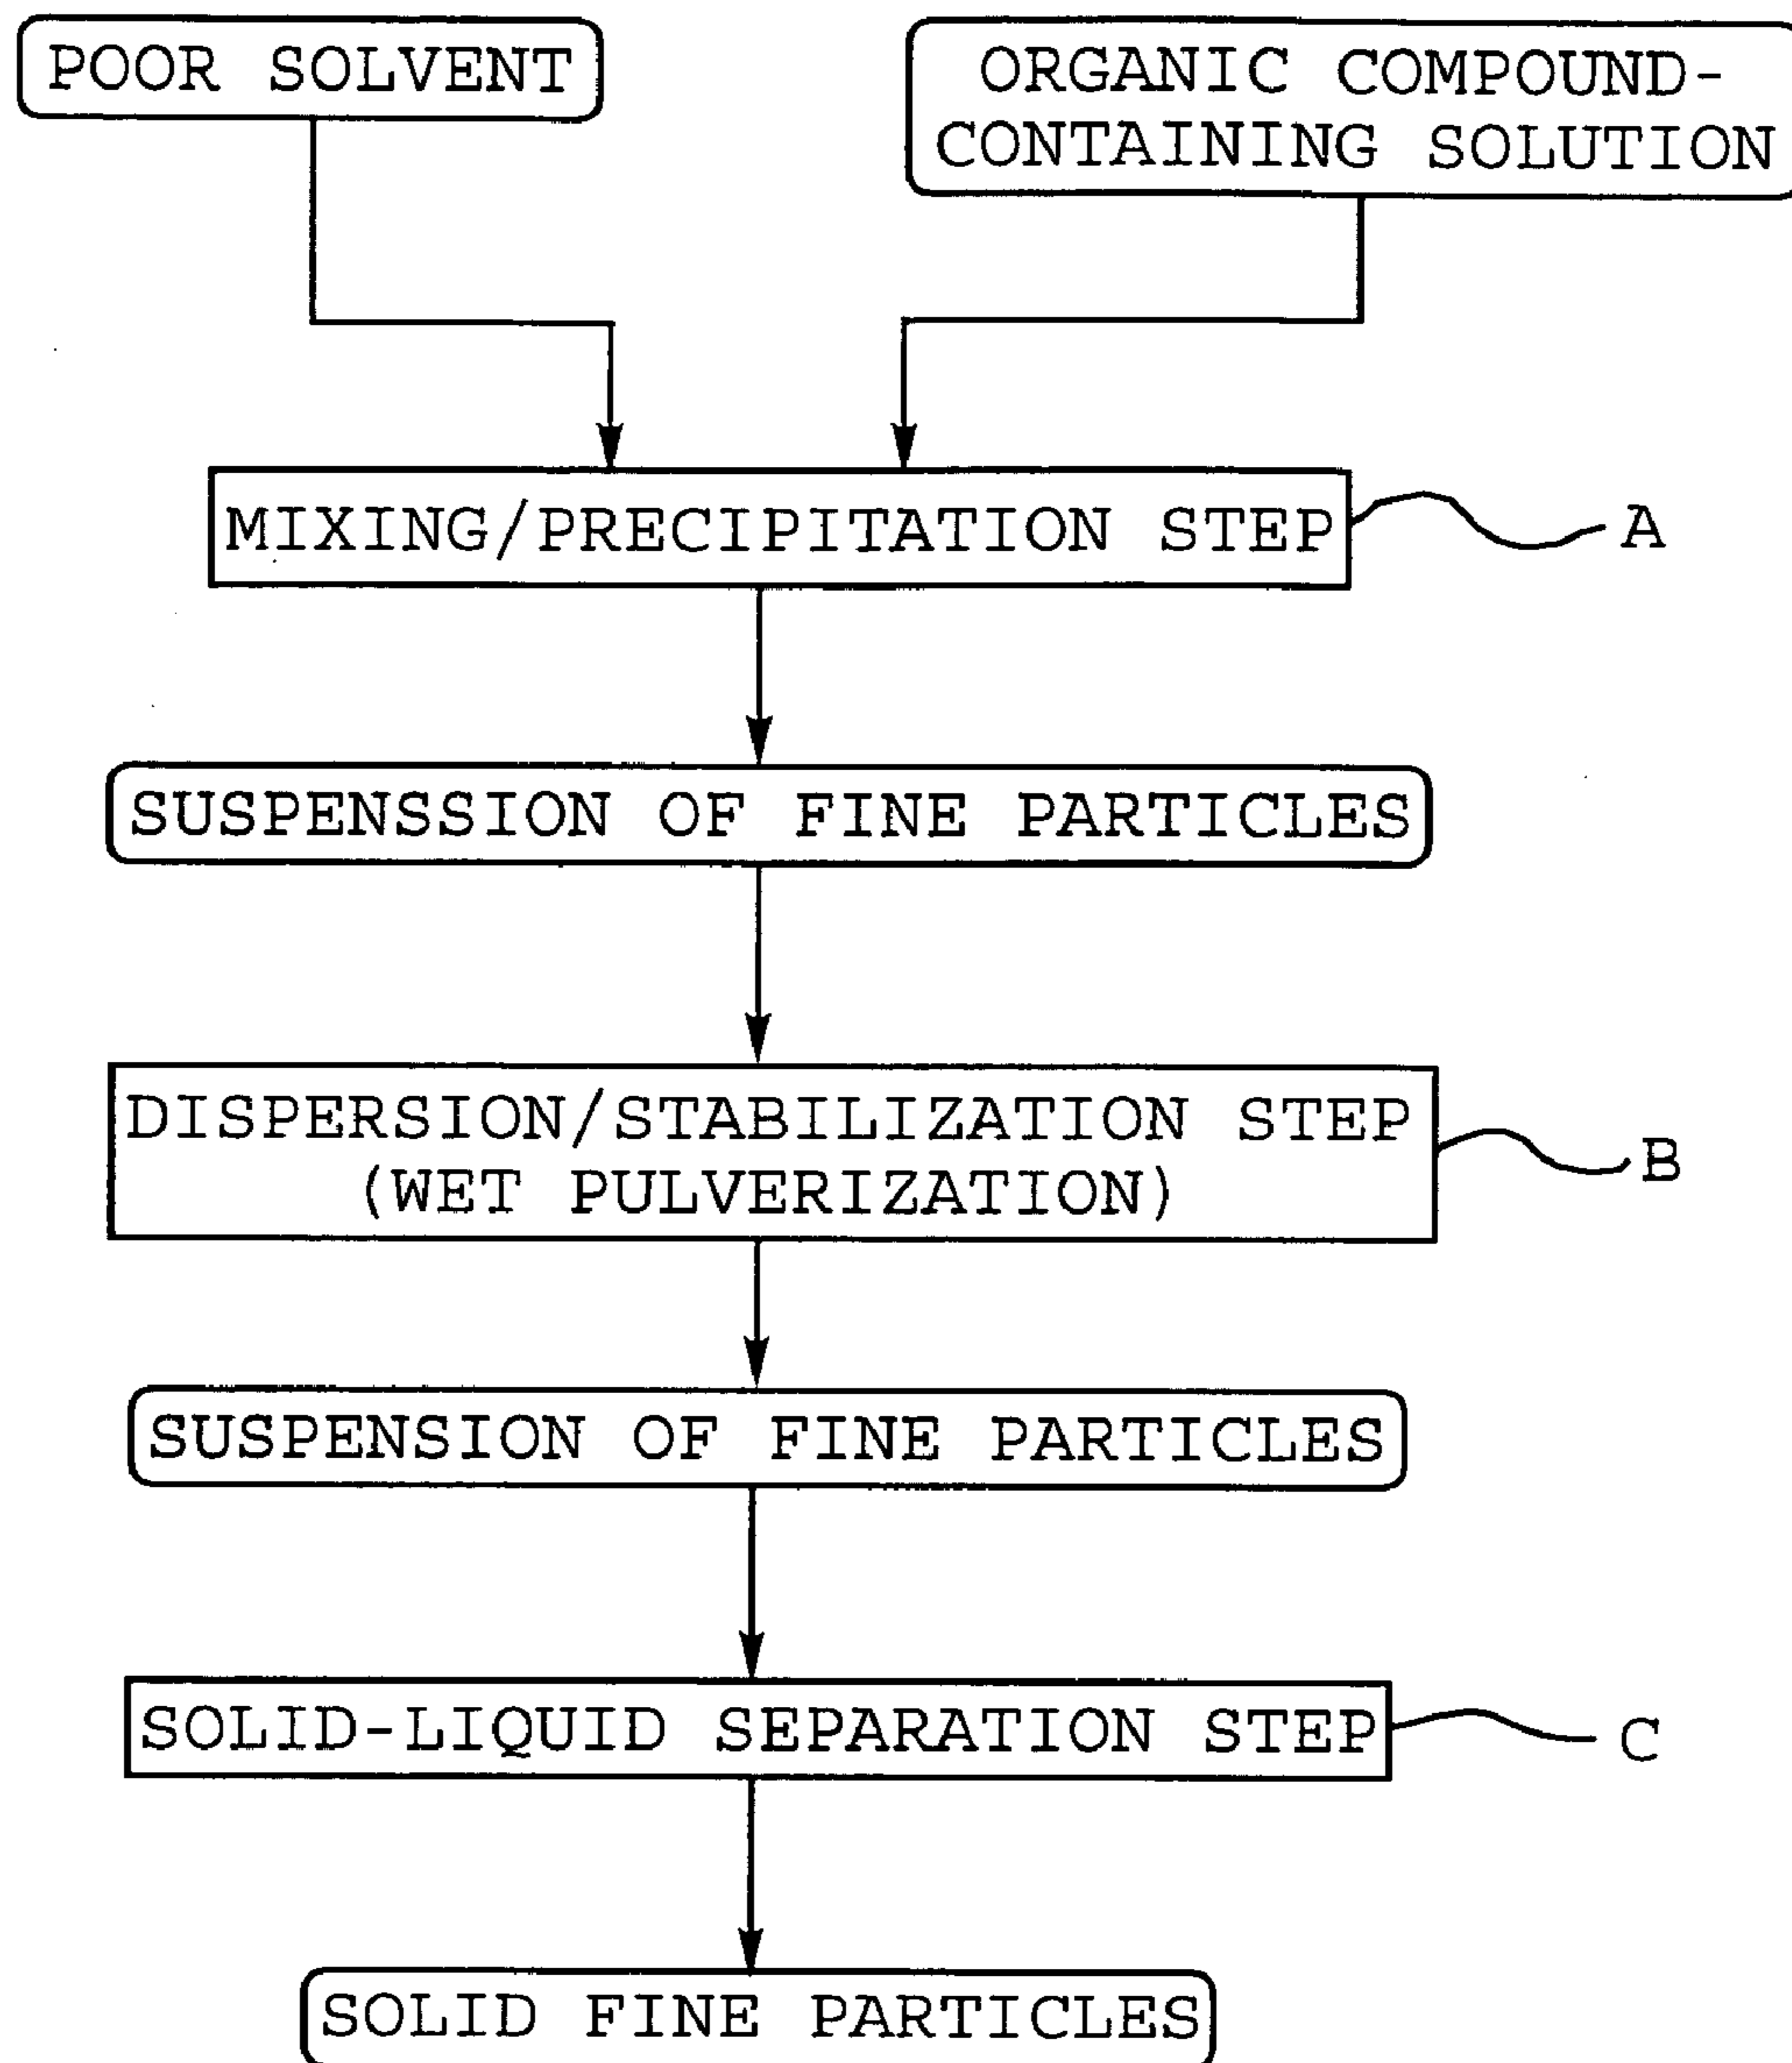 POOR SOLVENT
ORGANIC COMPOUND-
CONTAINING SOLUTION
MIXING/PRECIPITATION STEP
A
SUSPENSSION OF FINE PARTICLES
DISPERSION/STABILIZATION STEP
(WET PULVERIZATION)
B
SUSPENSION OF FINE PARTICLES
SOLID-LIQUID SEPARATION STEP
C
SOLID FINE PARTICLES